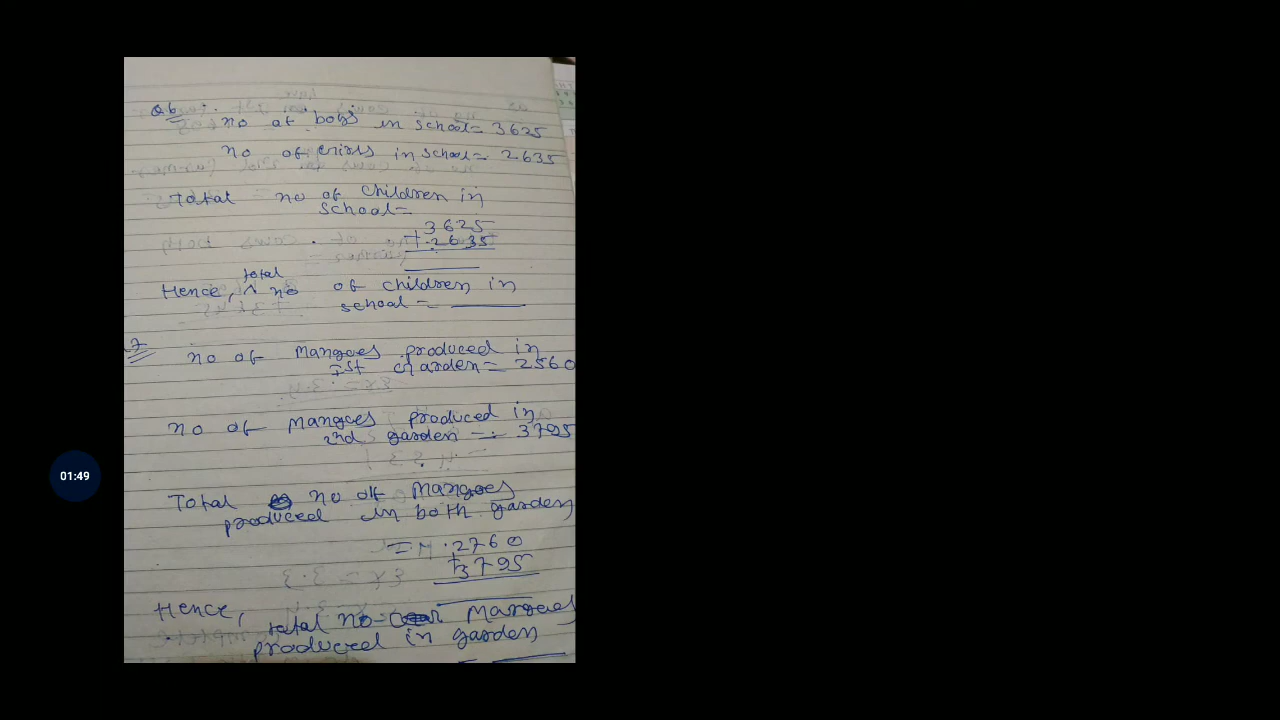 Q6 no of boys in school = 3625
no of Girls in school = 2635
Total no of children in
school =
3625
+ 2635
total
Hence, ^ no of children in
school =
7 no of Mangoes produced in
Ist Garden = 2560
no of Mangoes produced in
2nd garden = 3795
Total no of Mangoes
produced in both garden
= 2760
+ 3795
Hence,
total no Mangoes
produced in garden
=
01:49